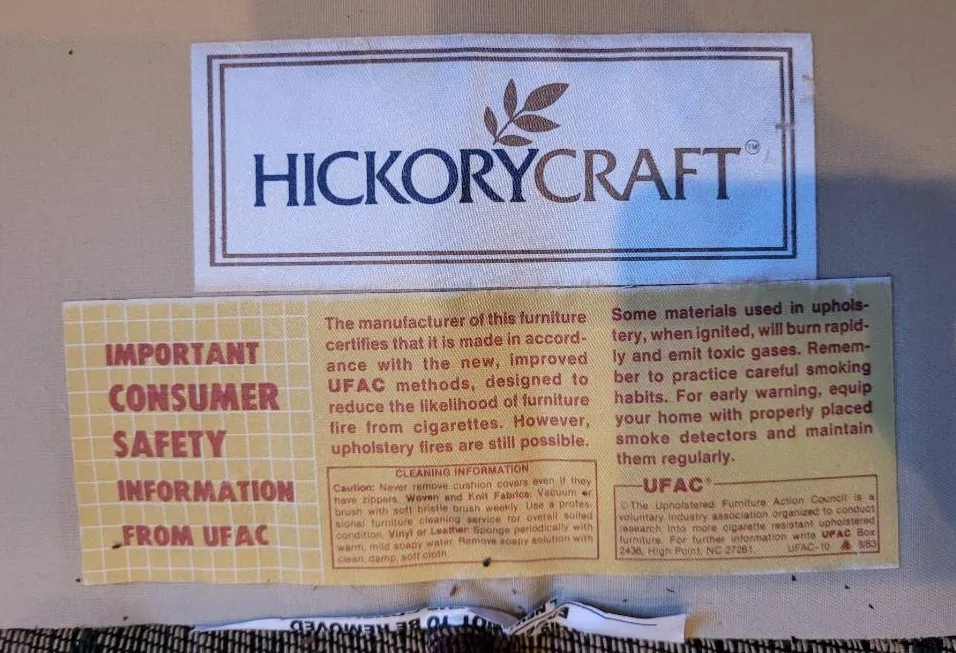 HICKORYCRAFT™
IMPORTANT
CONSUMER
SAFETY
INFORMATION
FROM UFAC
The manufacturer of this furniture
certifies that it is made in accord-
ance with the new, improved
UFAC methods, designed to
reduce the likelihood of furniture
fire from cigarettes. However,
upholstery fires are still possible.
CLEANING INFORMATION
Caution: Never remove cushion covers even if they
have zippers. Woven and Knit Fabrics: Vacuum or
brush with soft bristle brush weekly. Use a profes
sional furniture cleaning service for overall soiled
condition. Vinyl or Leather: Sponge periodically with
warm, mild soapy water. Remove soapy solution with
clean, damp, soft cloth.
Some materials used in uphols-
tery, when ignited, will burn rapid-
ly and emit toxic gases. Remem-
ber to practice careful smoking
habits. For early warning, equip
your home with properly placed
smoke detectors and maintain
them regularly.
UFAC®
©The Upholstered Furniture Action Council is a
voluntary industry association organized to conduct
research into more cigarette resistant upholstered
furniture. For further information write UFAC Box
2436, High Point, NC 27261. UFAC-10 8/83
NOT TO BE REMOVED